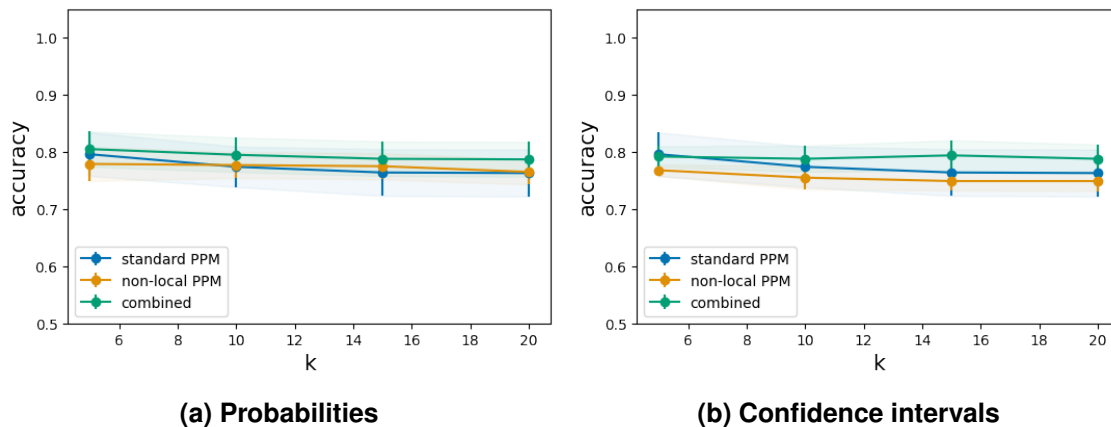 1.0
0.9
0.8
0.7
0.6
0.5
accuracy
standard PPM
non-local PPM
combined
6 8 10 12 14 16 18 20
k
(a) Probabilities
1.0
0.9
0.8
0.7
0.6
0.5
accuracy
standard PPM
non-local PPM
combined
6 8 10 12 14 16 18 20
k
(b) Confidence intervals